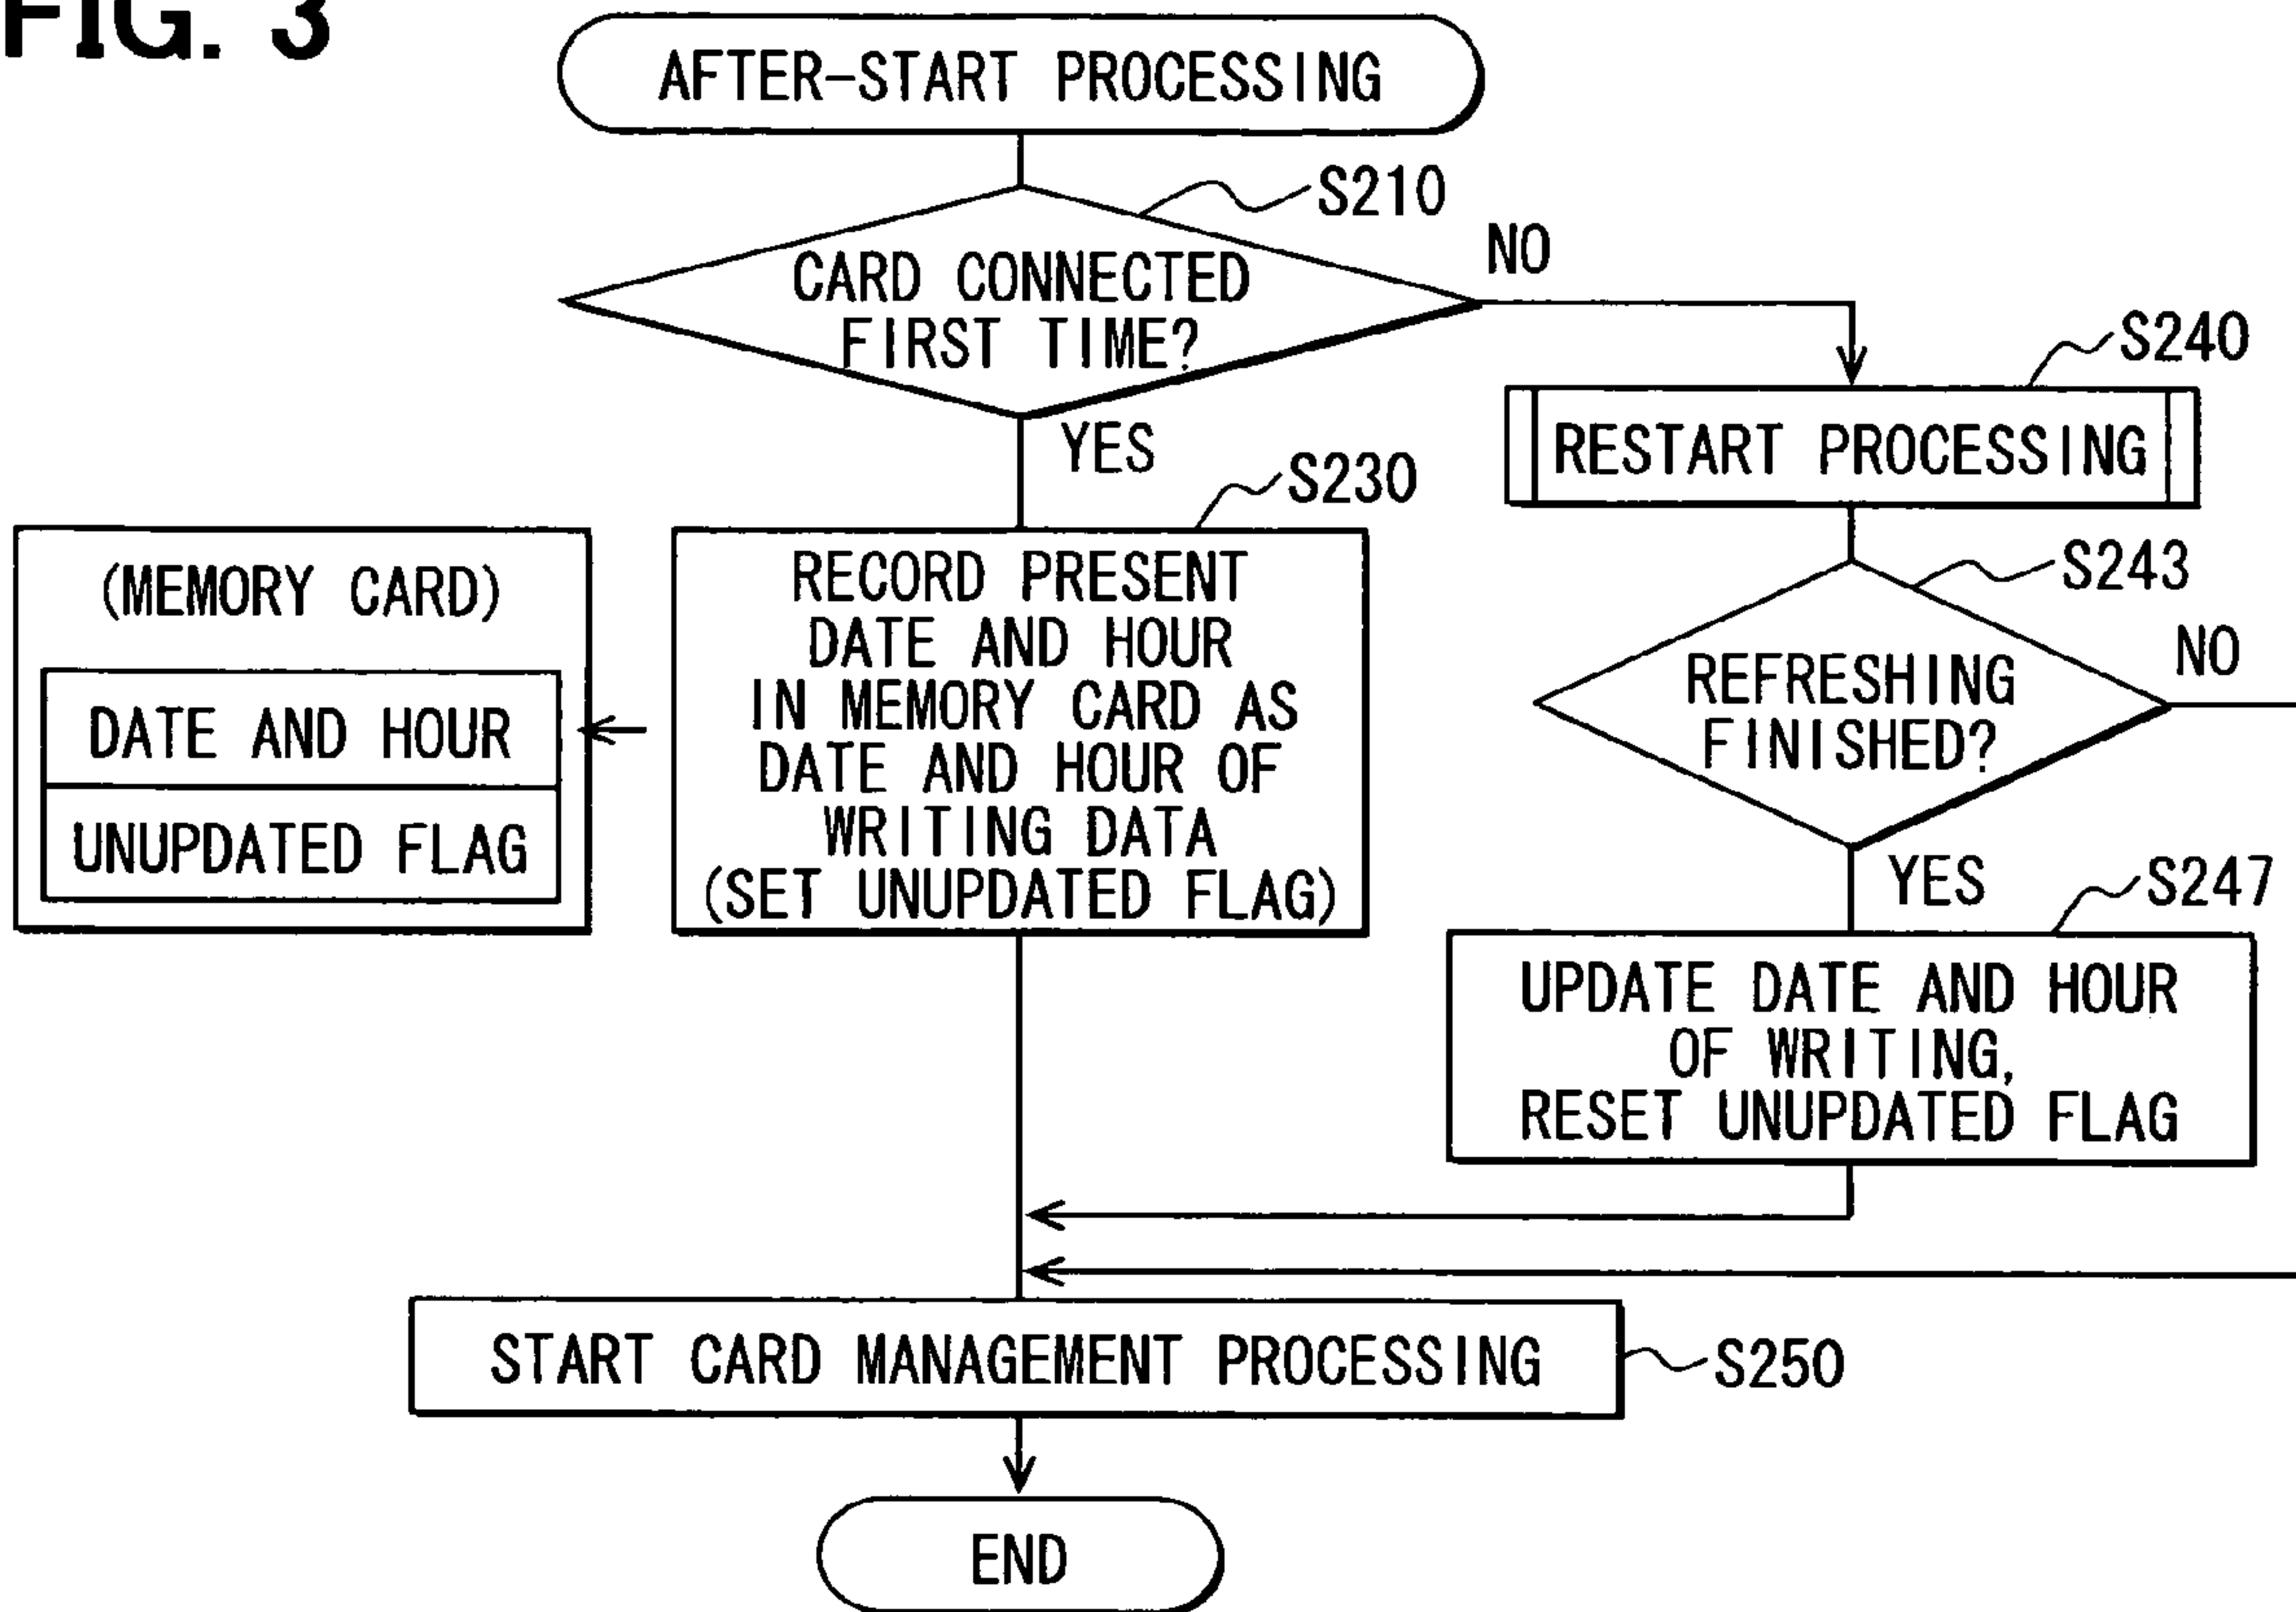 FIG. 3
AFTER-START PROCESSING
S210
CARD CONNECTED
FIRST TIME?
NO
YES
S240
RESTART PROCESSING
S230
RECORD PRESENT
DATE AND HOUR
IN MEMORY CARD AS
DATE AND HOUR OF
WRITING DATA
(SET UNUPDATED FLAG)
(MEMORY CARD)
DATE AND HOUR
UNUPDATED FLAG
S243
REFRESHING
FINISHED?
NO
YES
S247
UPDATE DATE AND HOUR
OF WRITING,
RESET UNUPDATED FLAG
START CARD MANAGEMENT PROCESSING
S250
END